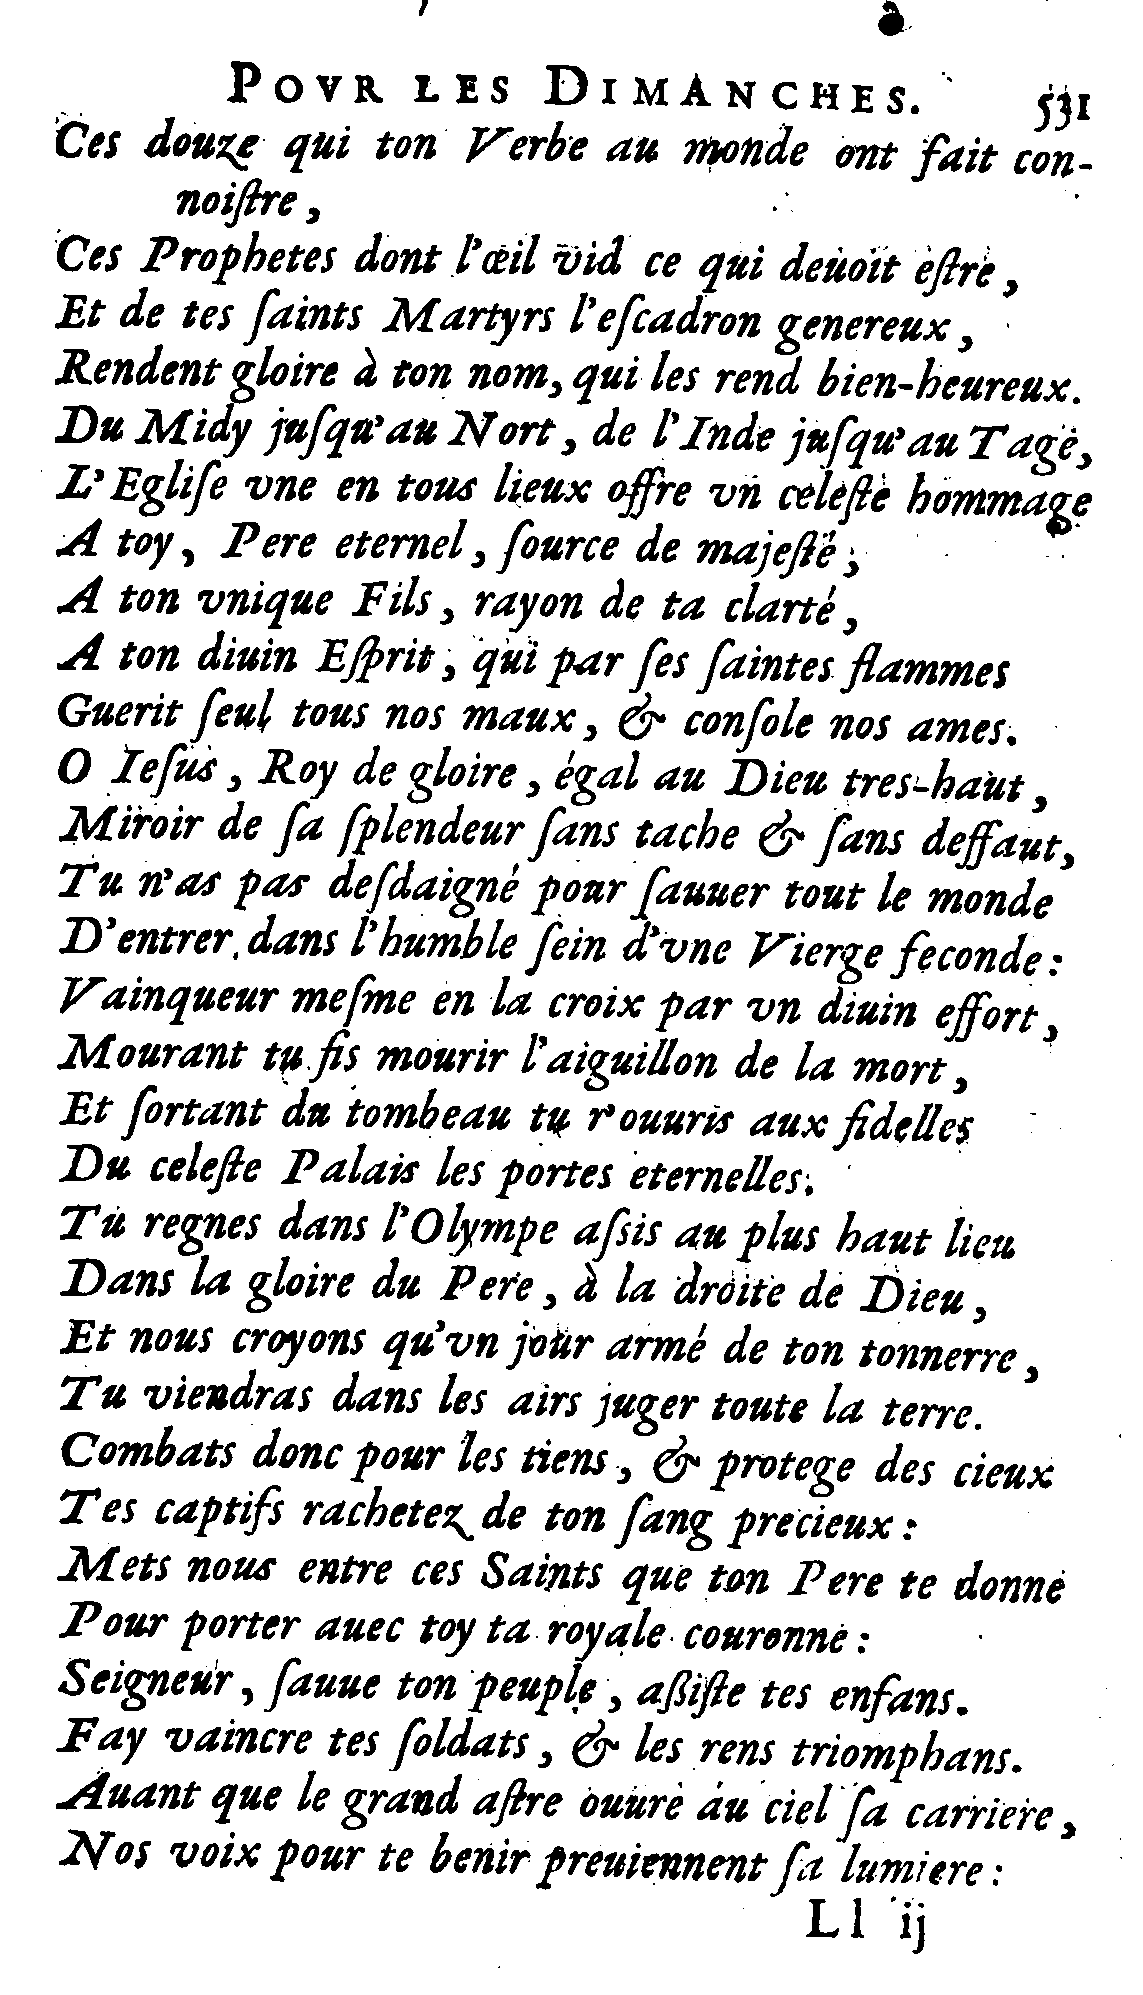 POVR LES DIMANCHES. 531
Ces douze qui ton Verbe au monde ont fait con-
noiſtre,
Ces Prophetes dont l'œil vid ce qui deuoit eſtre,
Et de tes ſaints Martyrs l'eſcadron genereux,
Rendent gloire à ton nom, qui les rend bien-heureux.
Du Midy juſqu'au Nort, de l'Inde juſqu'au Tage,
L'Egliſe vne en tous lieux offre vn celeſte hommage
A toy, Pere eternel, ſource de majeſté,
A ton vnique Fils, rayon de ta clarté,
A ton diuin Eſprit, qui par ſes ſaintes flammes
Guerit ſeul tous nos maux, & conſole nos ames.
O Ieſus, Roy de gloire, égal au Dieu tres-haut,
Miroir de ſa ſplendeur ſans tache & ſans deffaut,
Tu n'as pas deſdaigné pour ſauuer tout le monde
D'entrer dans l'humble ſein d'vne Vierge feconde:
Vainqueur meſme en la croix par vn diuin effort,
Mourant tu fis mourir l'aiguillon de la mort,
Et ſortant du tombeau tu r'ouuris aux fidelles
Du celeſte Palais les portes eternelles.
Tu regnes dans l'Olympe aſsis au plus haut lieu
Dans la gloire du Pere, à la droite de Dieu,
Et nous croyons qu'vn jour armé de ton tonnerre,
Tu viendras dans les airs juger toute la terre.
Combats donc pour les tiens, & protege des cieux
Tes captifs rachetez de ton ſang precieux:
Mets nous entre ces Saints que ton Pere te donne
Pour porter auec toy ta royale couronne:
Seigneur, ſauue ton peuple, aßiſte tes enfans.
Fay vaincre tes ſoldats, & les rens triomphans.
Auant que le grand aſtre ouure au ciel ſa carriere,
Nos voix pour te benir preuiennent ſa lumiere:
Ll ij